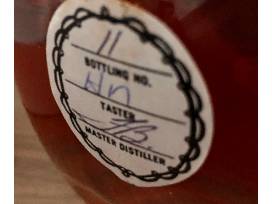 11
BOTTLING NO.
HN
TASTER
MASTER DISTILLER